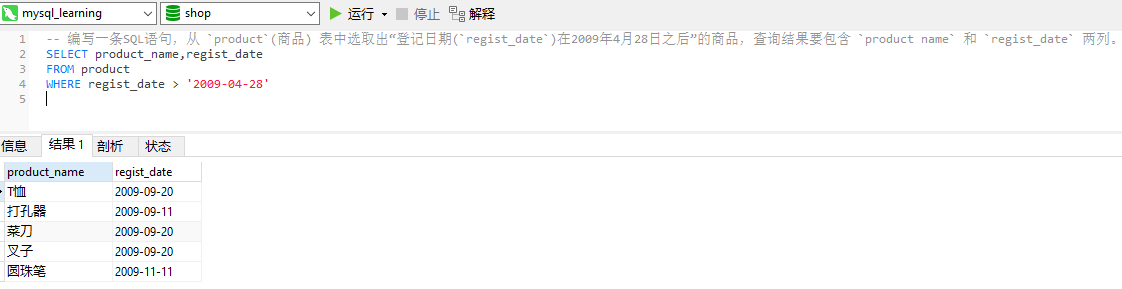 mysql_learning shop 运行 停止 解释
1 -- 编写一条SQL语句，从 `product`(商品) 表中选取出“登记日期(`regist_date`)在2009年4月28日之后”的商品，查询结果要包含 `product name` 和 `regist_date` 两列。
2 SELECT product_name,regist_date
3 FROM product
4 WHERE regist_date > '2009-04-28'
5
信息 结果 1 剖析 状态
product_name regist_date
T恤 2009-09-20
打孔器 2009-09-11
菜刀 2009-09-20
叉子 2009-09-20
圆珠笔 2009-11-11